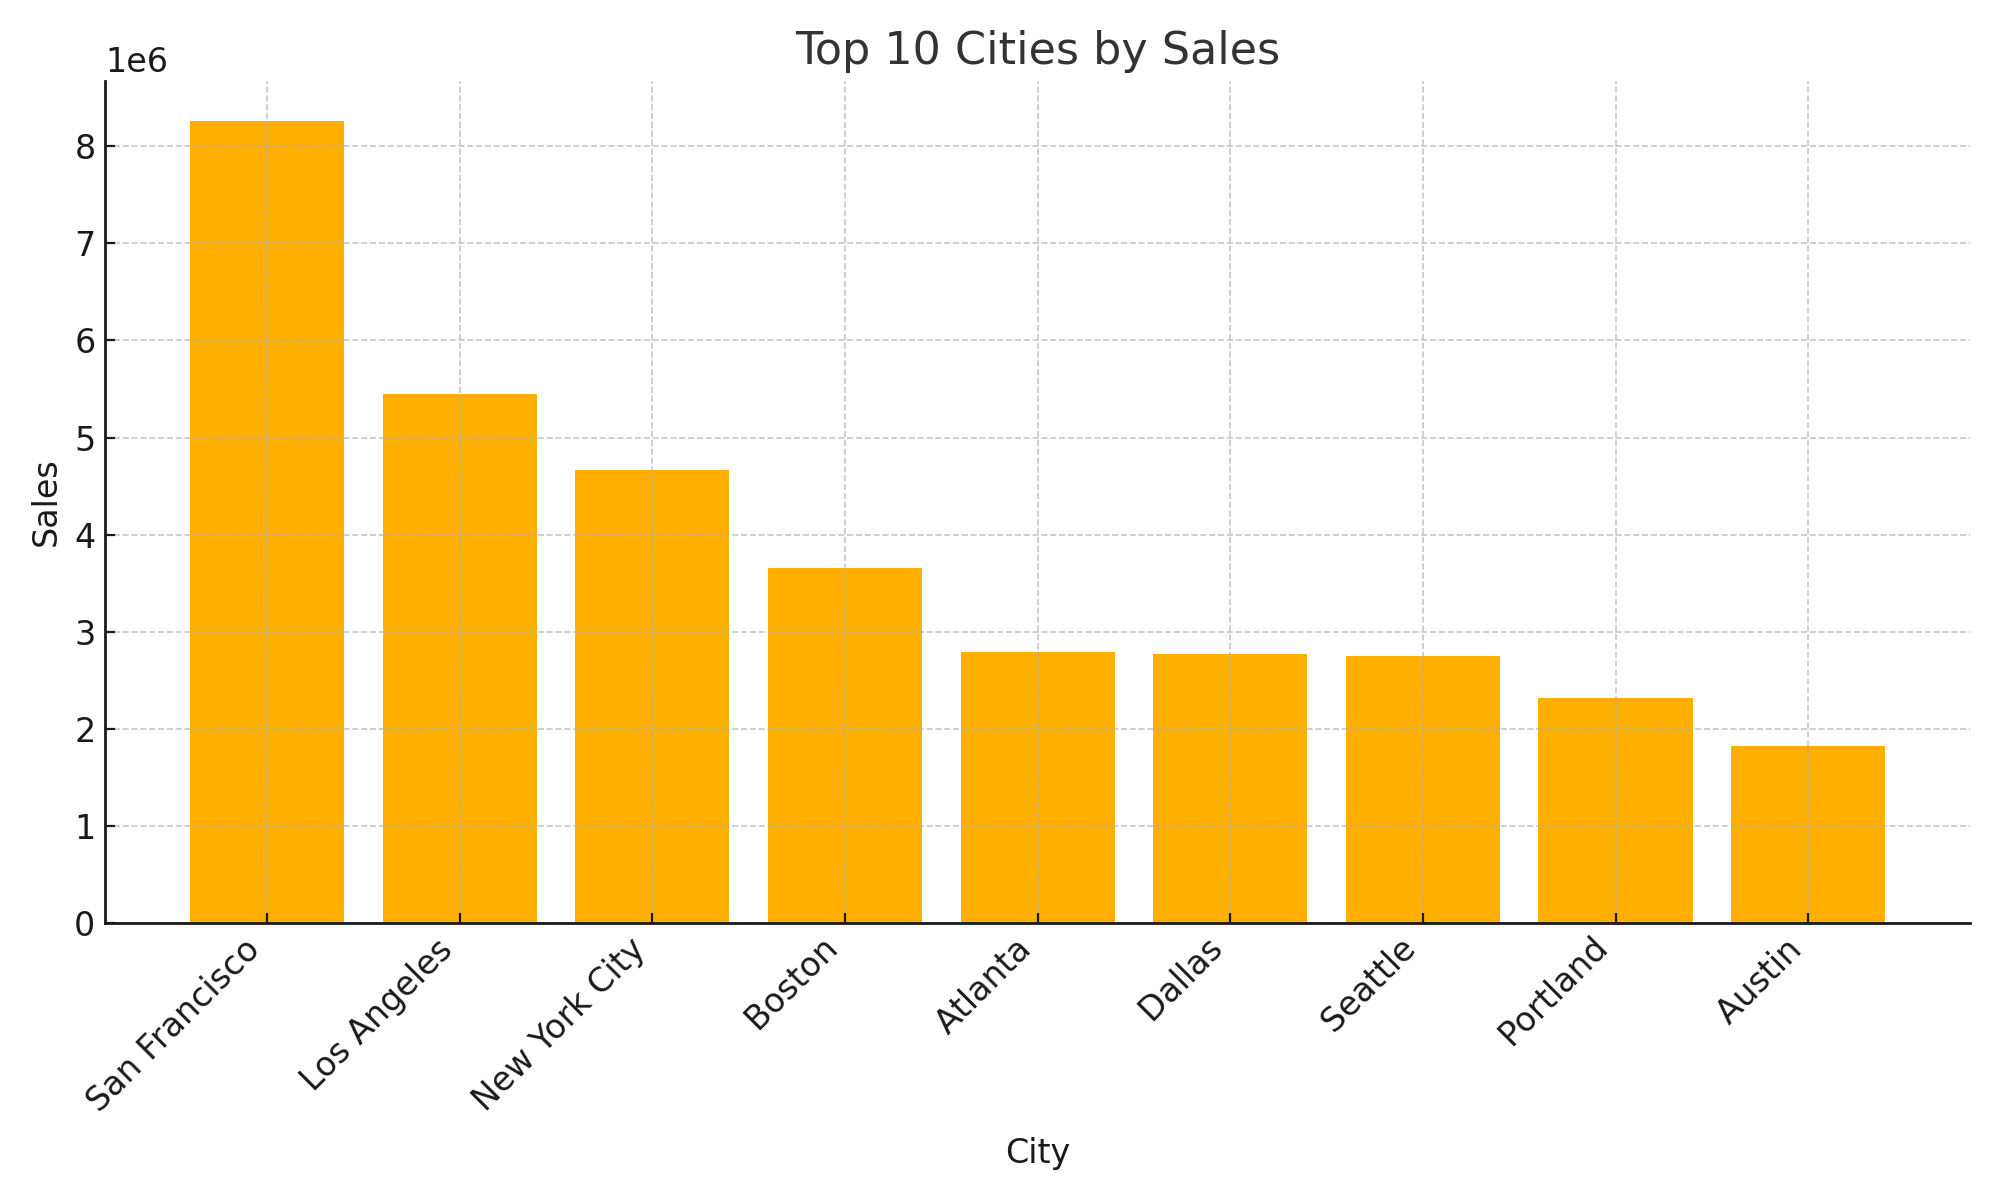 Top 10 Cities by Sales
1e6
8
7
6
5
4
3
2
1
0
Sales
San Francisco
Los Angeles
New York City
Boston
Atlanta
Dallas
Seattle
Portland
Austin
City